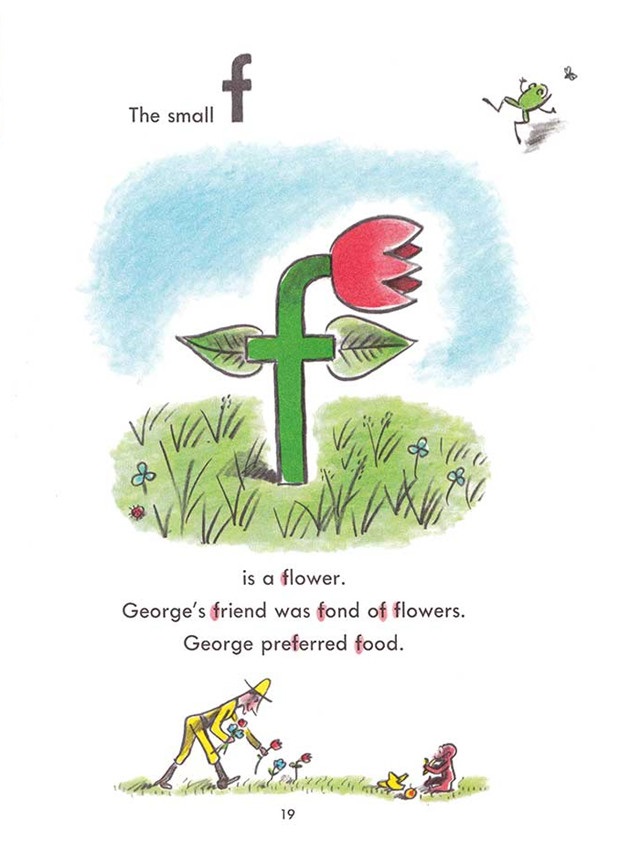 The small f
is a flower.
George's friend was fond of flowers.
George preferred food.
19